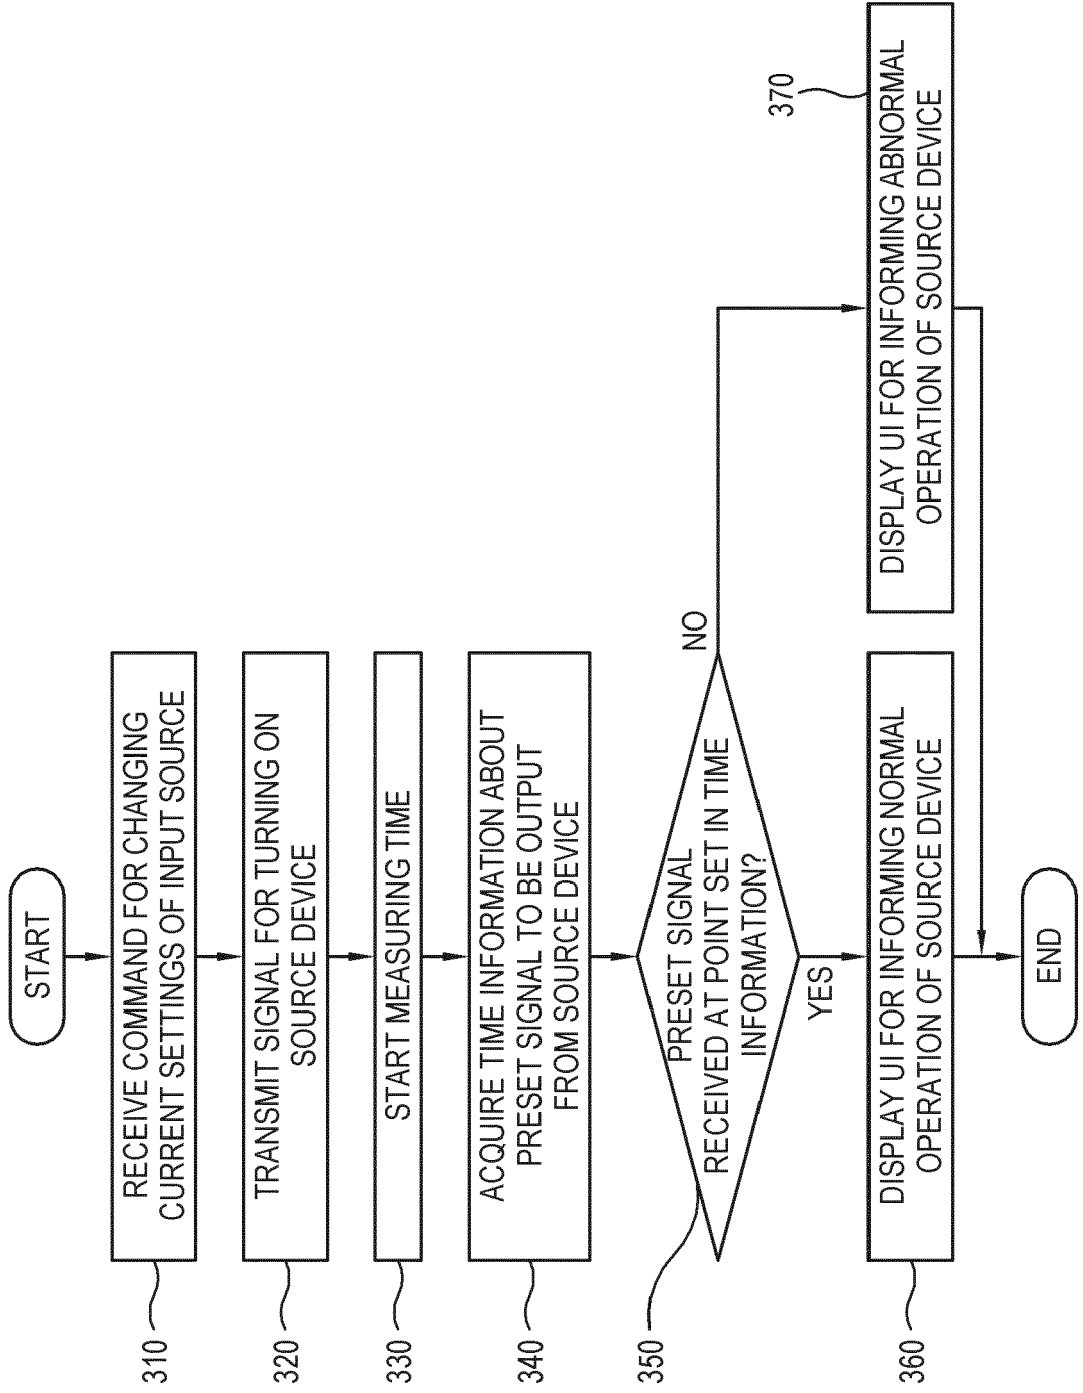 START
310
RECEIVE COMMAND FOR CHANGING
CURRENT SETTINGS OF INPUT SOURCE
320
TRANSMIT SIGNAL FOR TURNING ON
SOURCE DEVICE
330
START MEASURING TIME
340
ACQUIRE TIME INFORMATION ABOUT
PRESET SIGNAL TO BE OUTPUT
FROM SOURCE DEVICE
350
PRESET SIGNAL
RECEIVED AT POINT SET IN TIME
INFORMATION?
NO
YES
360
DISPLAY UI FOR INFORMING NORMAL
OPERATION OF SOURCE DEVICE
370
DISPLAY UI FOR INFORMING ABNORMAL
OPERATION OF SOURCE DEVICE
END